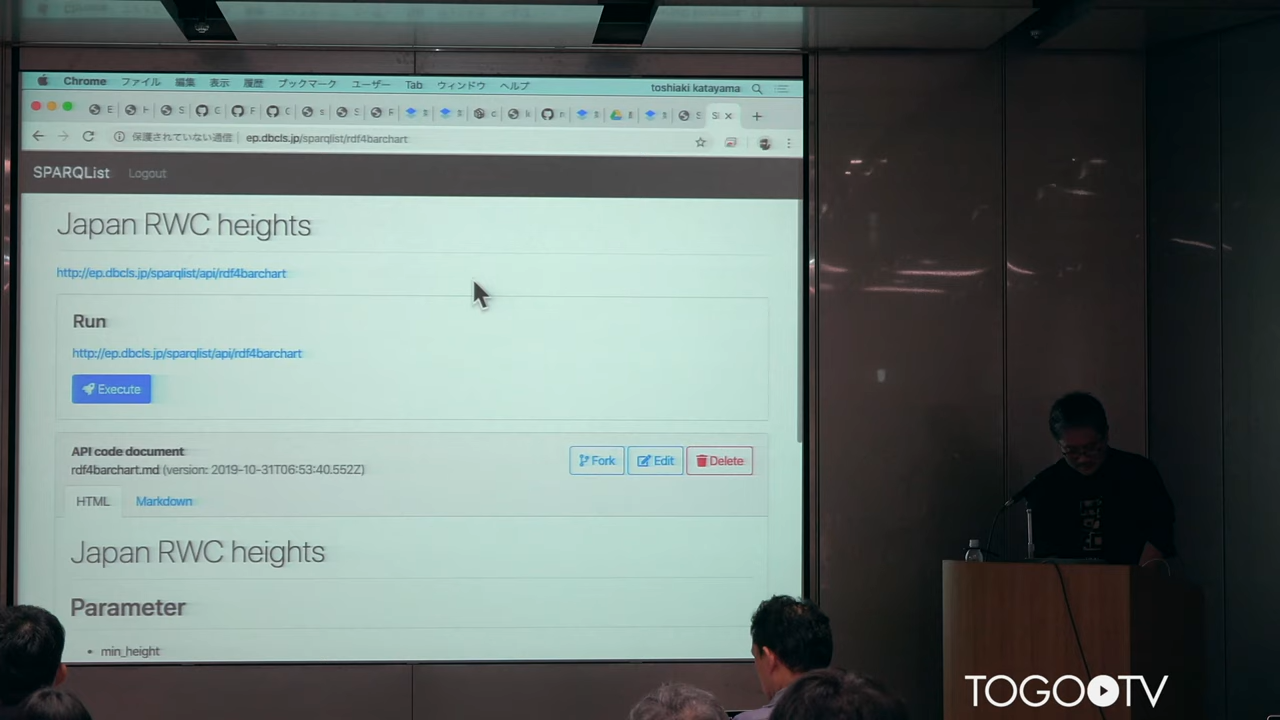 Chrome ファイル 編集 表示 履歴 ブックマーク ユーザー Tab ウィンドウ ヘルプ toshiaki katayama
保護されていない通信 ep.dbcls.jp/sparqlist/rdf4barchart
SPARQList Logout
Japan RWC heights
http://ep.dbcls.jp/sparqlist/api/rdf4barchart
Run
http://ep.dbcls.jp/sparqlist/api/rdf4barchart
Execute
API code document
rdf4barchart.md (version: 2019-10-31T06:53:40.552Z)
Fork Edit Delete
HTML Markdown
Japan RWC heights
Parameter
• min_height
TOGOTV